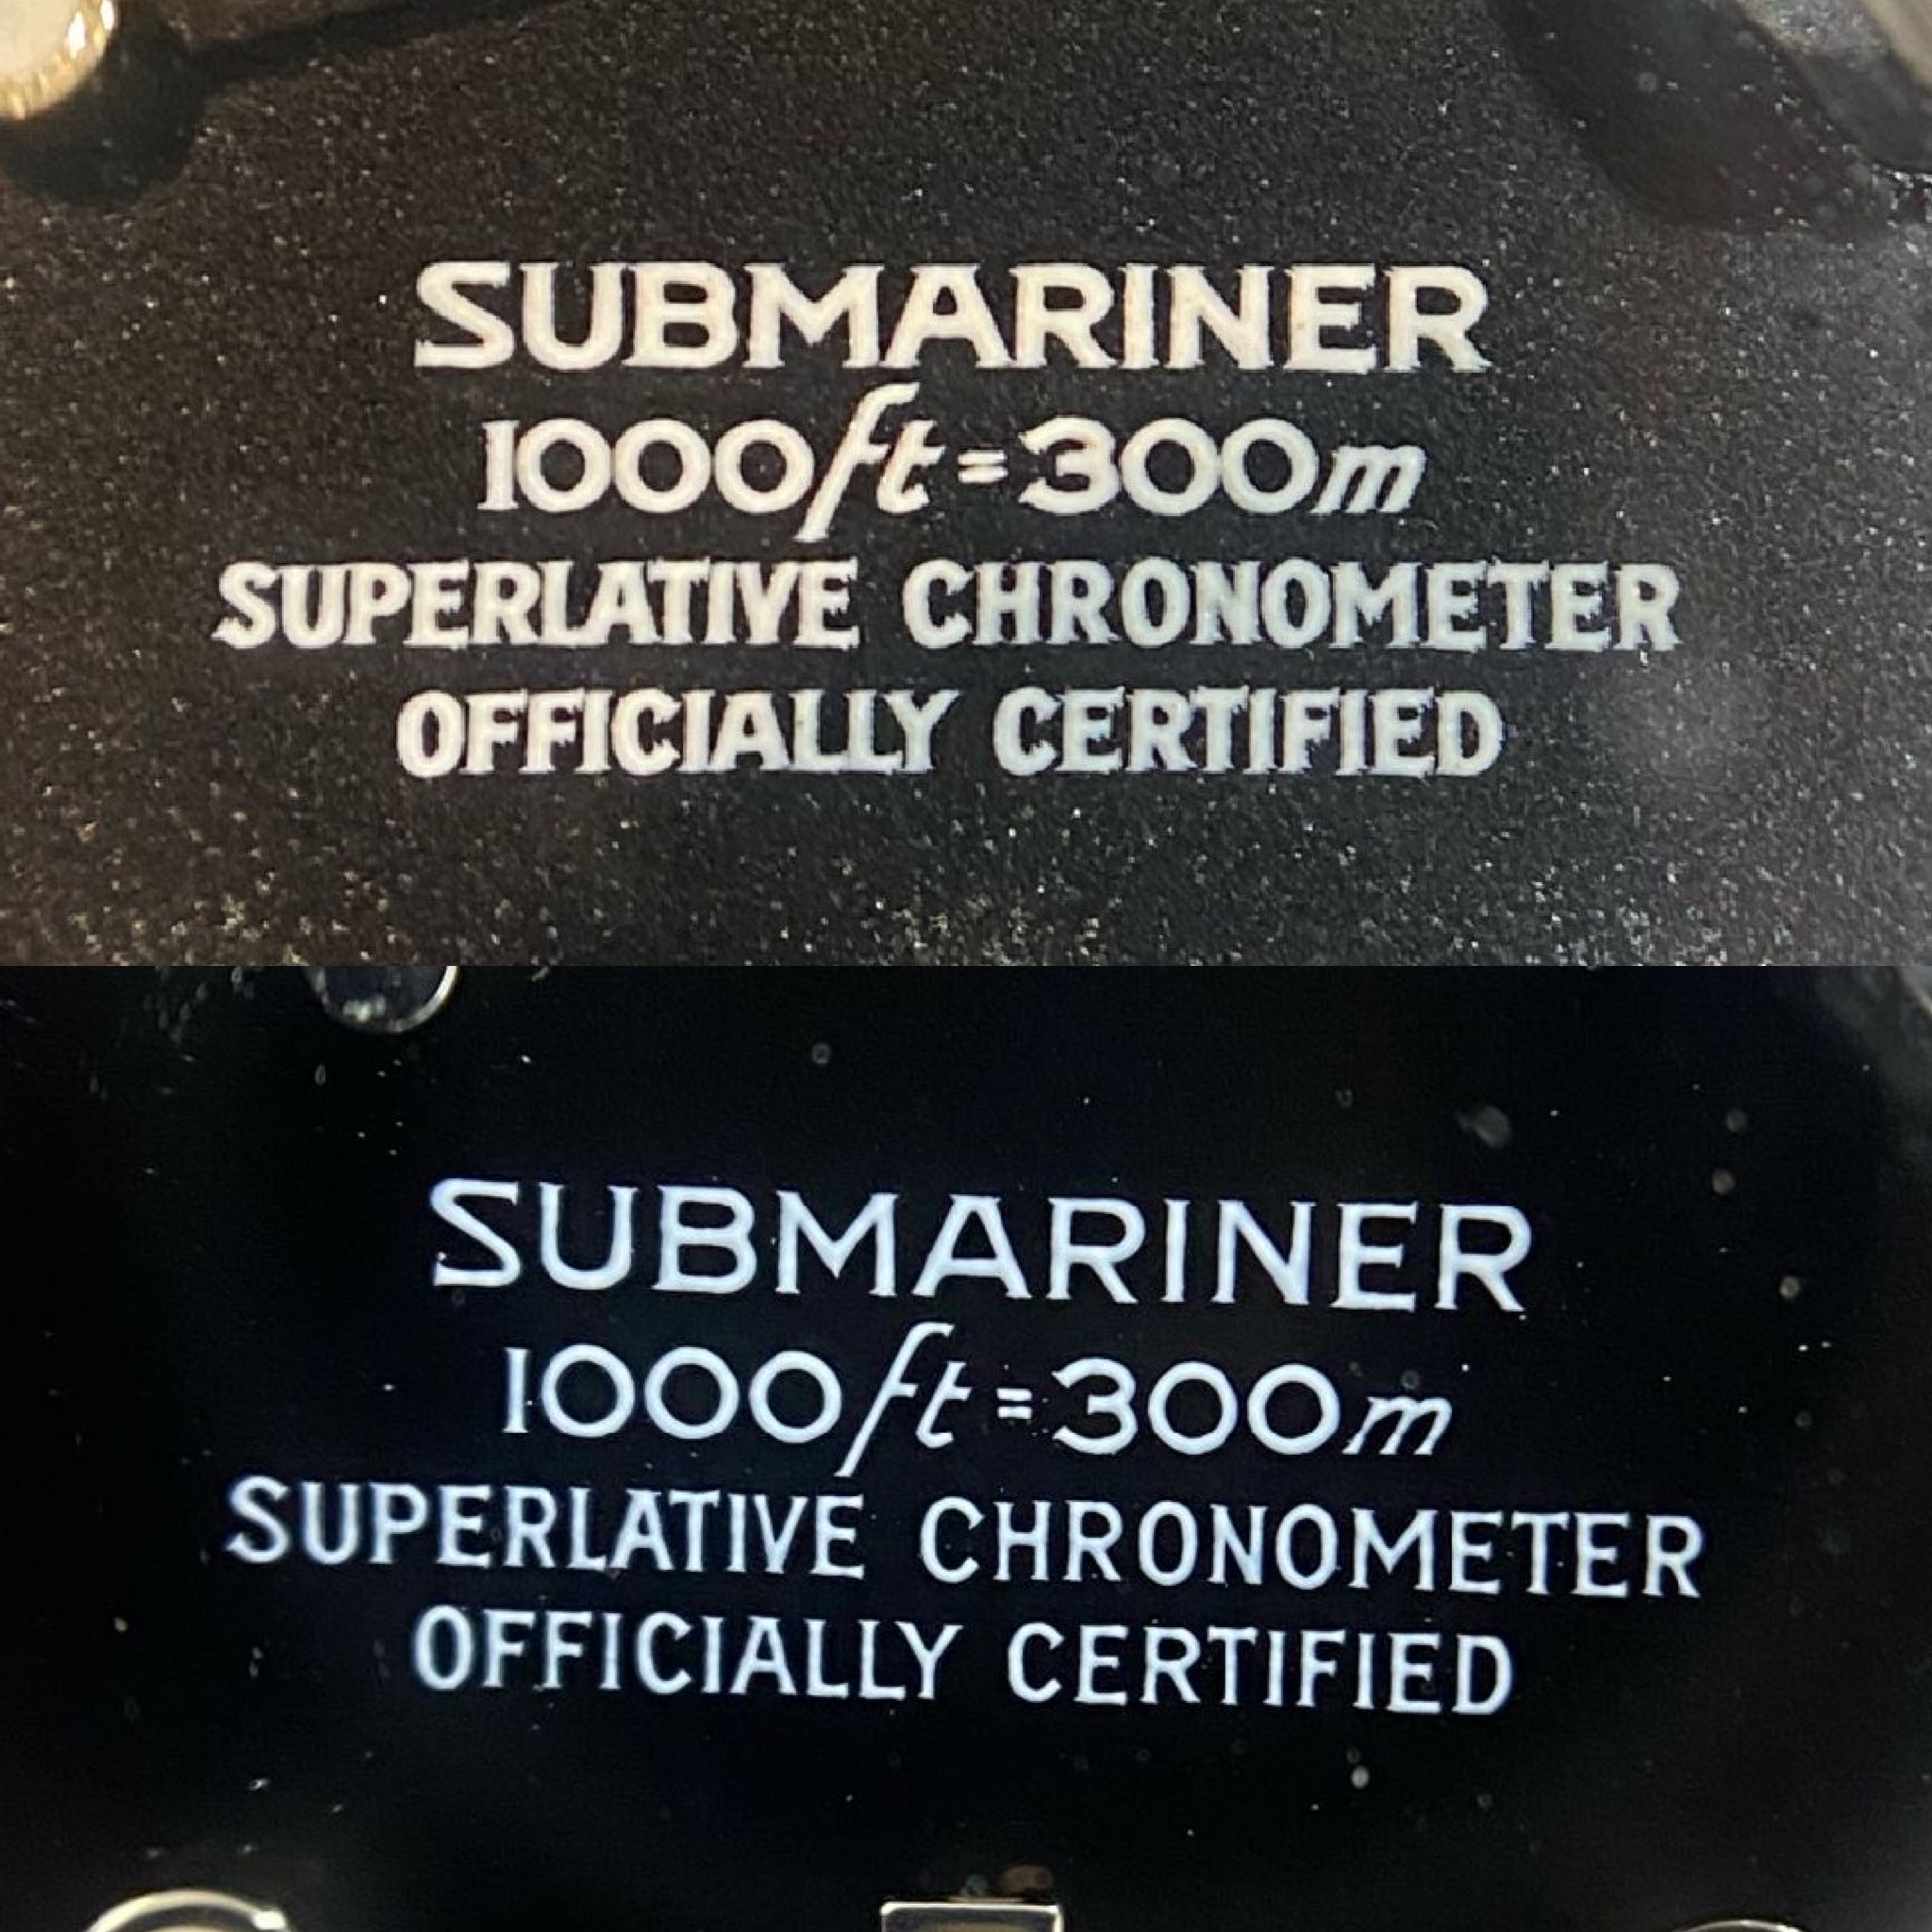 SUBMARINER
1000ft=300m
SUPERLATIVE CHRONOMETER
OFFICIALLY CERTIFIED
SUBMARINER
1000ft=300m
SUPERLATIVE CHRONOMETER
OFFICIALLY CERTIFIED